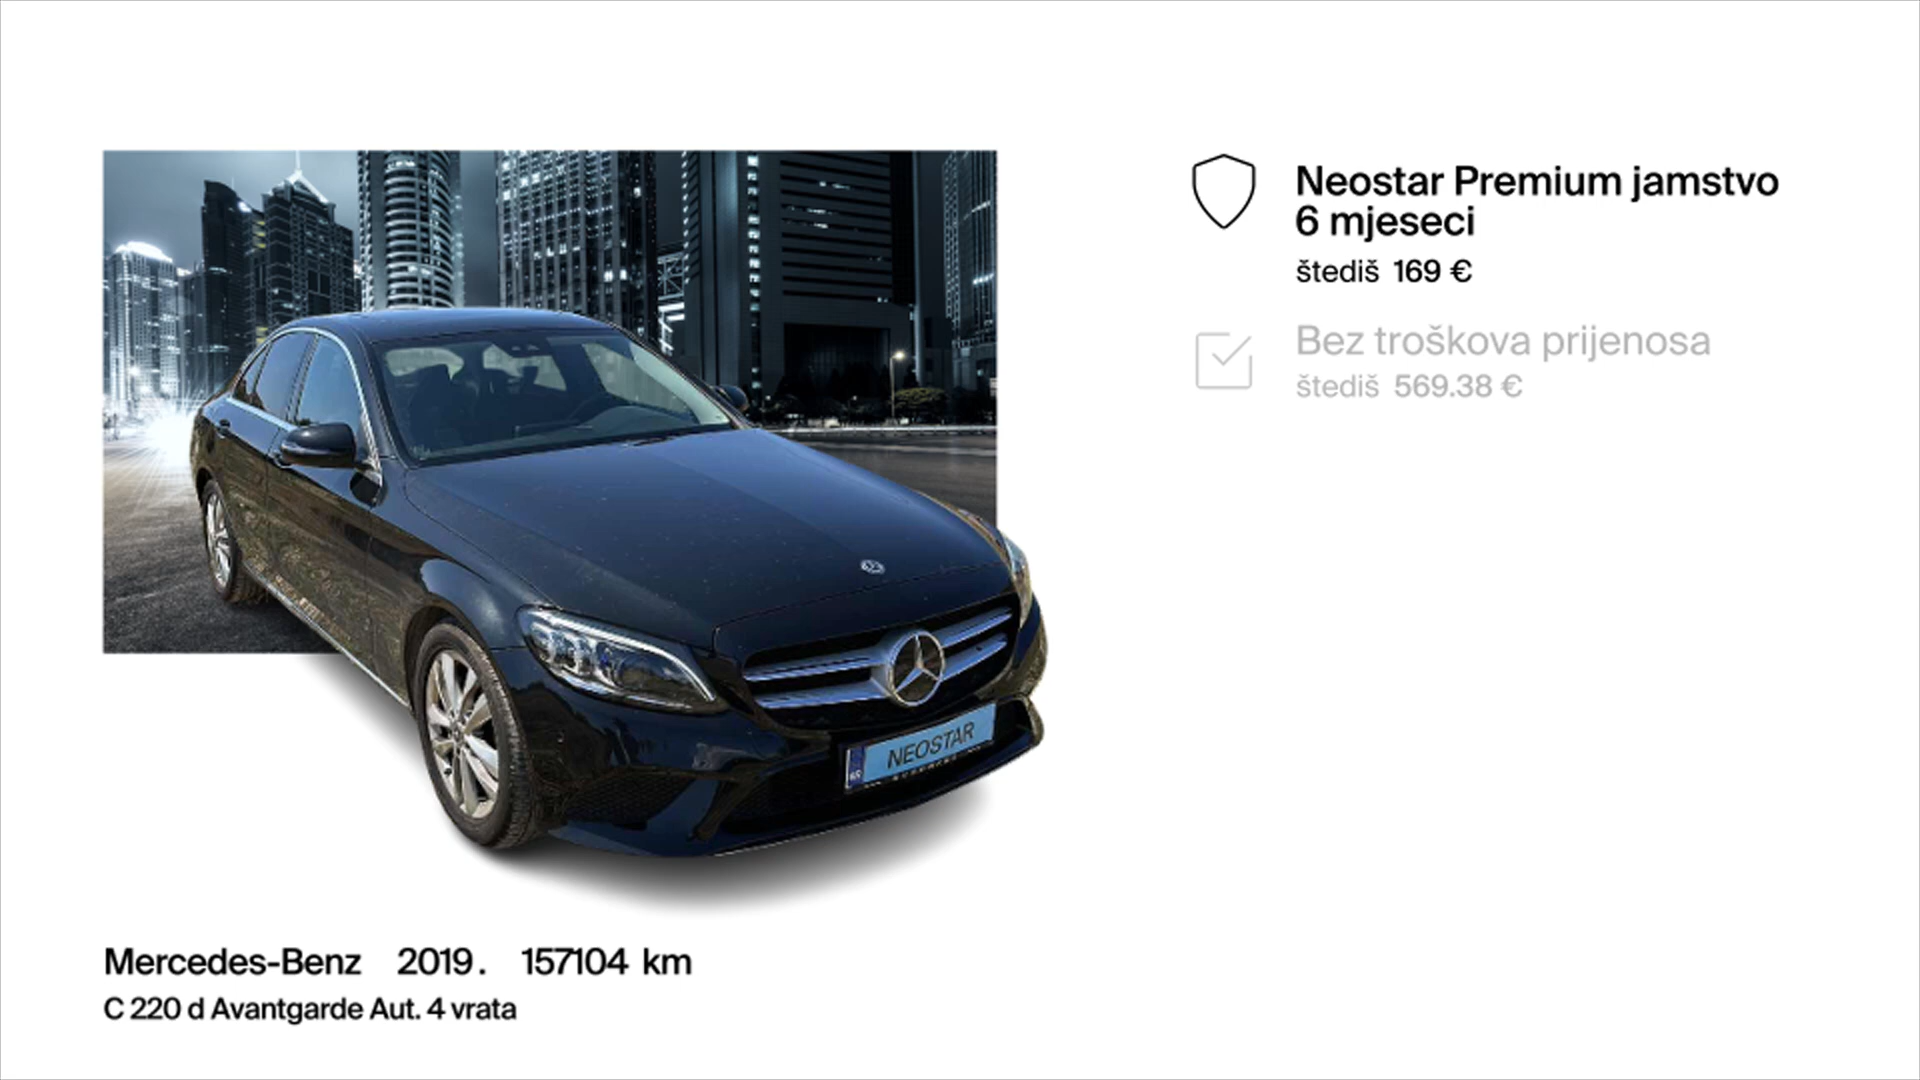 Neostar Premium jamstvo
6 mjeseci
štediš 169 €
Bez troškova prijenosa
štediš 569.38 €
NEOSTAR
Mercedes-Benz 2019. 157104 km
C 220 d Avantgarde Aut. 4 vrata